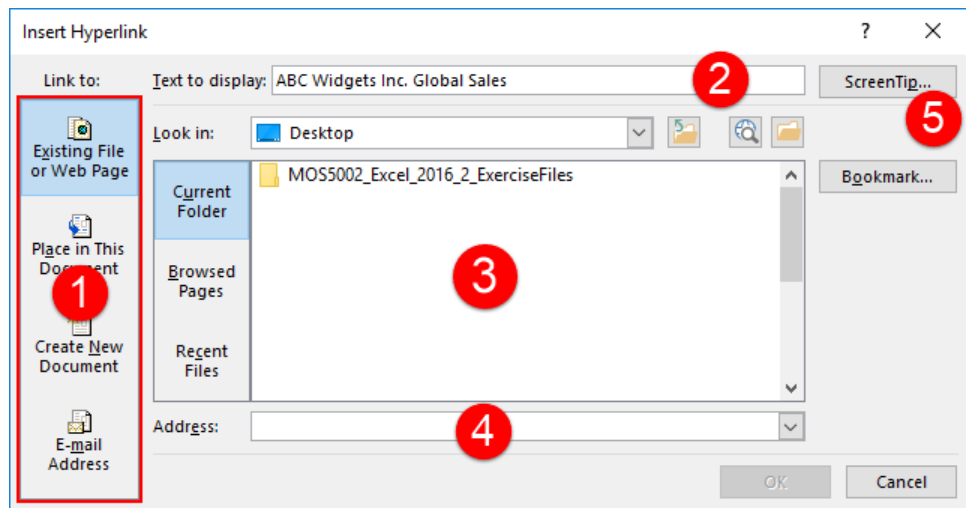 Insert Hyperlink
?
Link to:
Text to display:
ABC Widgets Inc. Global Sales
2
ScreenTip...
5
Existing File
or Web Page
Look in:
Desktop
Current
Folder
MOS5002_Excel_2016_2_ExerciseFiles
Bookmark...
Place in This
Document
1
Browsed
Pages
3
Create New
Document
Recent
Files
E-mail
Address
Address:
4
OK
Cancel